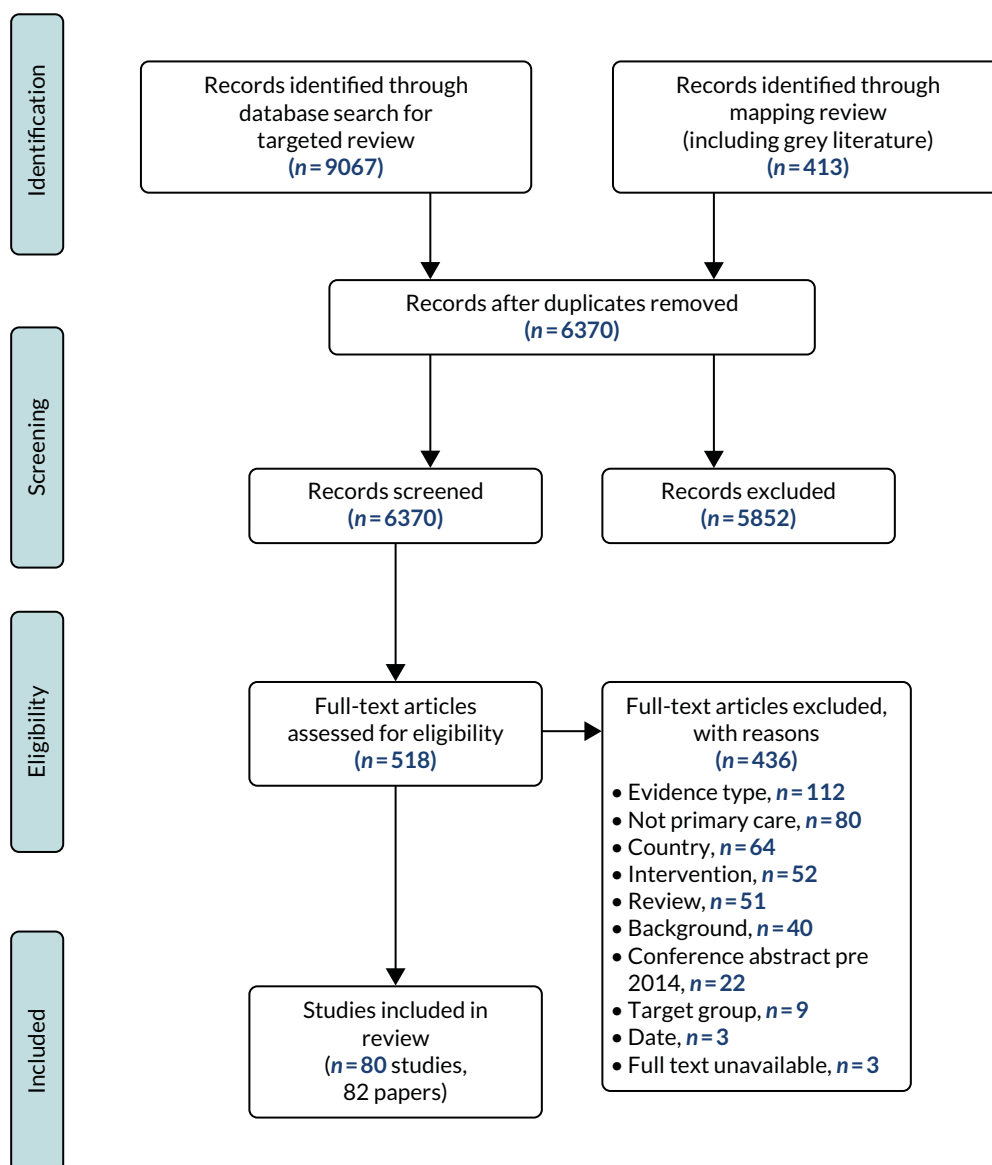 Identification
Records identified through
database search for
targeted review
(n = 9067)
Records identified through
mapping review
(including grey literature)
(n = 413)
Records after duplicates removed
(n = 6370)
Screening
Records screened
(n = 6370)
Records excluded
(n = 5852)
Eligibility
Full-text articles
assessed for eligibility
(n = 518)
Full-text articles excluded,
with reasons
(n = 436)
• Evidence type, n = 112
• Not primary care, n = 80
• Country, n = 64
• Intervention, n = 52
• Review, n = 51
• Background, n = 40
• Conference abstract pre
2014, n = 22
• Target group, n = 9
• Date, n = 3
• Full text unavailable, n = 3
Included
Studies included in
review
(n = 80 studies,
82 papers)